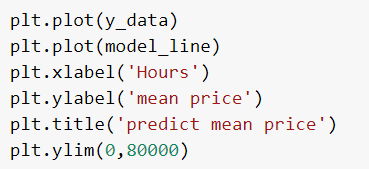 plt.plot(y_data)
plt.plot(model_line)
plt.xlabel('Hours')
plt.ylabel('mean price')
plt.title('predict mean price')
plt.ylim(0,80000)